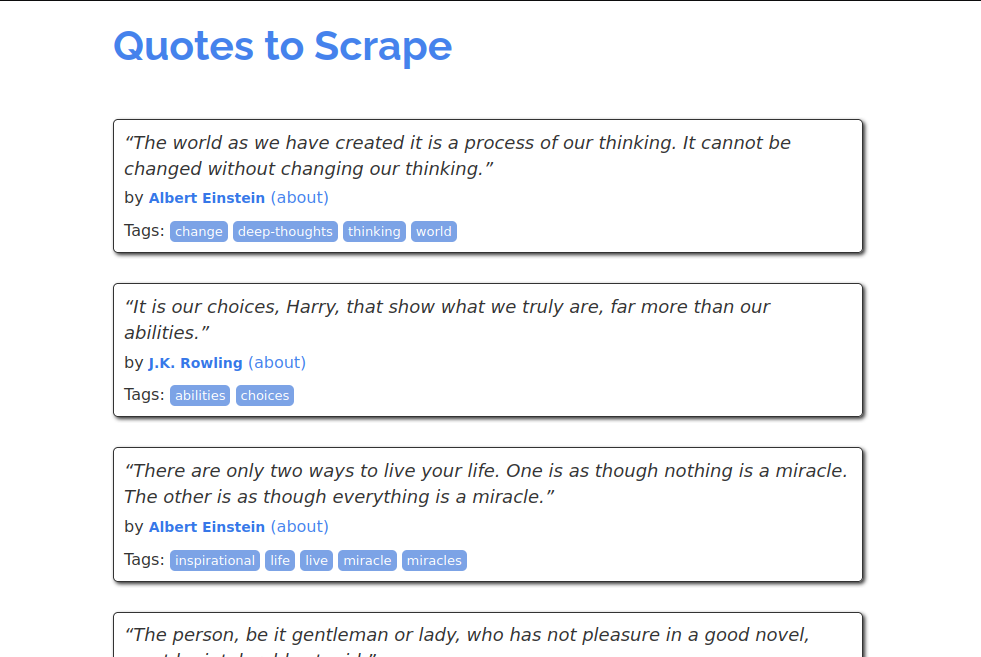 Quotes to Scrape
“The world as we have created it is a process of our thinking. It cannot be
changed without changing our thinking.”
by Albert Einstein (about)
Tags: change deep-thoughts thinking world
“It is our choices, Harry, that show what we truly are, far more than our
abilities.”
by J.K. Rowling (about)
Tags: abilities choices
“There are only two ways to live your life. One is as though nothing is a miracle.
The other is as though everything is a miracle.”
by Albert Einstein (about)
Tags: inspirational life live miracle miracles
“The person, be it gentleman or lady, who has not pleasure in a good novel,